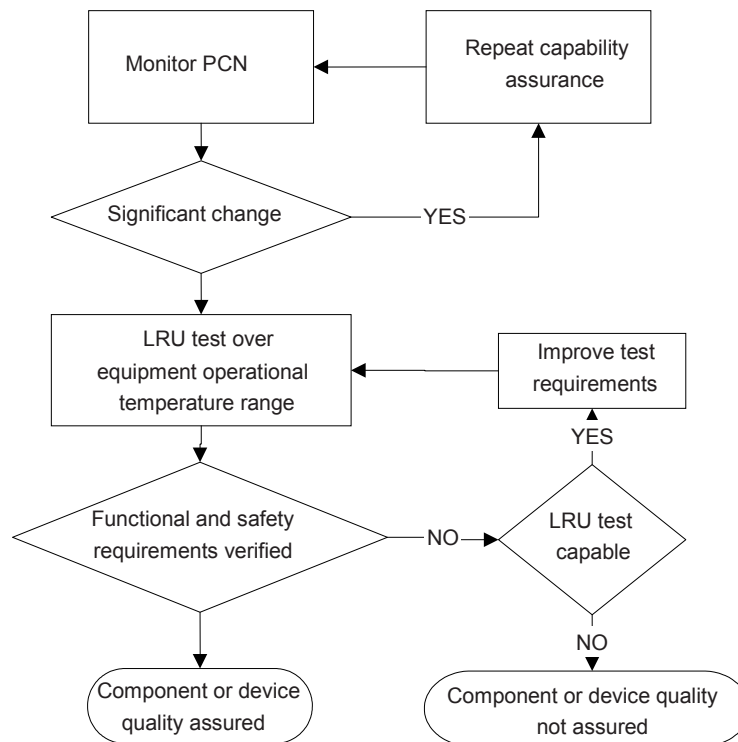 Monitor PCN
Repeat capability
assurance
Significant change
YES
LRU test over
equipment operational
temperature range
Improve test
requirements
YES
Functional and safety
requirements verified
NO
LRU test
capable
NO
Component or device
quality assured
Component or device quality
not assured